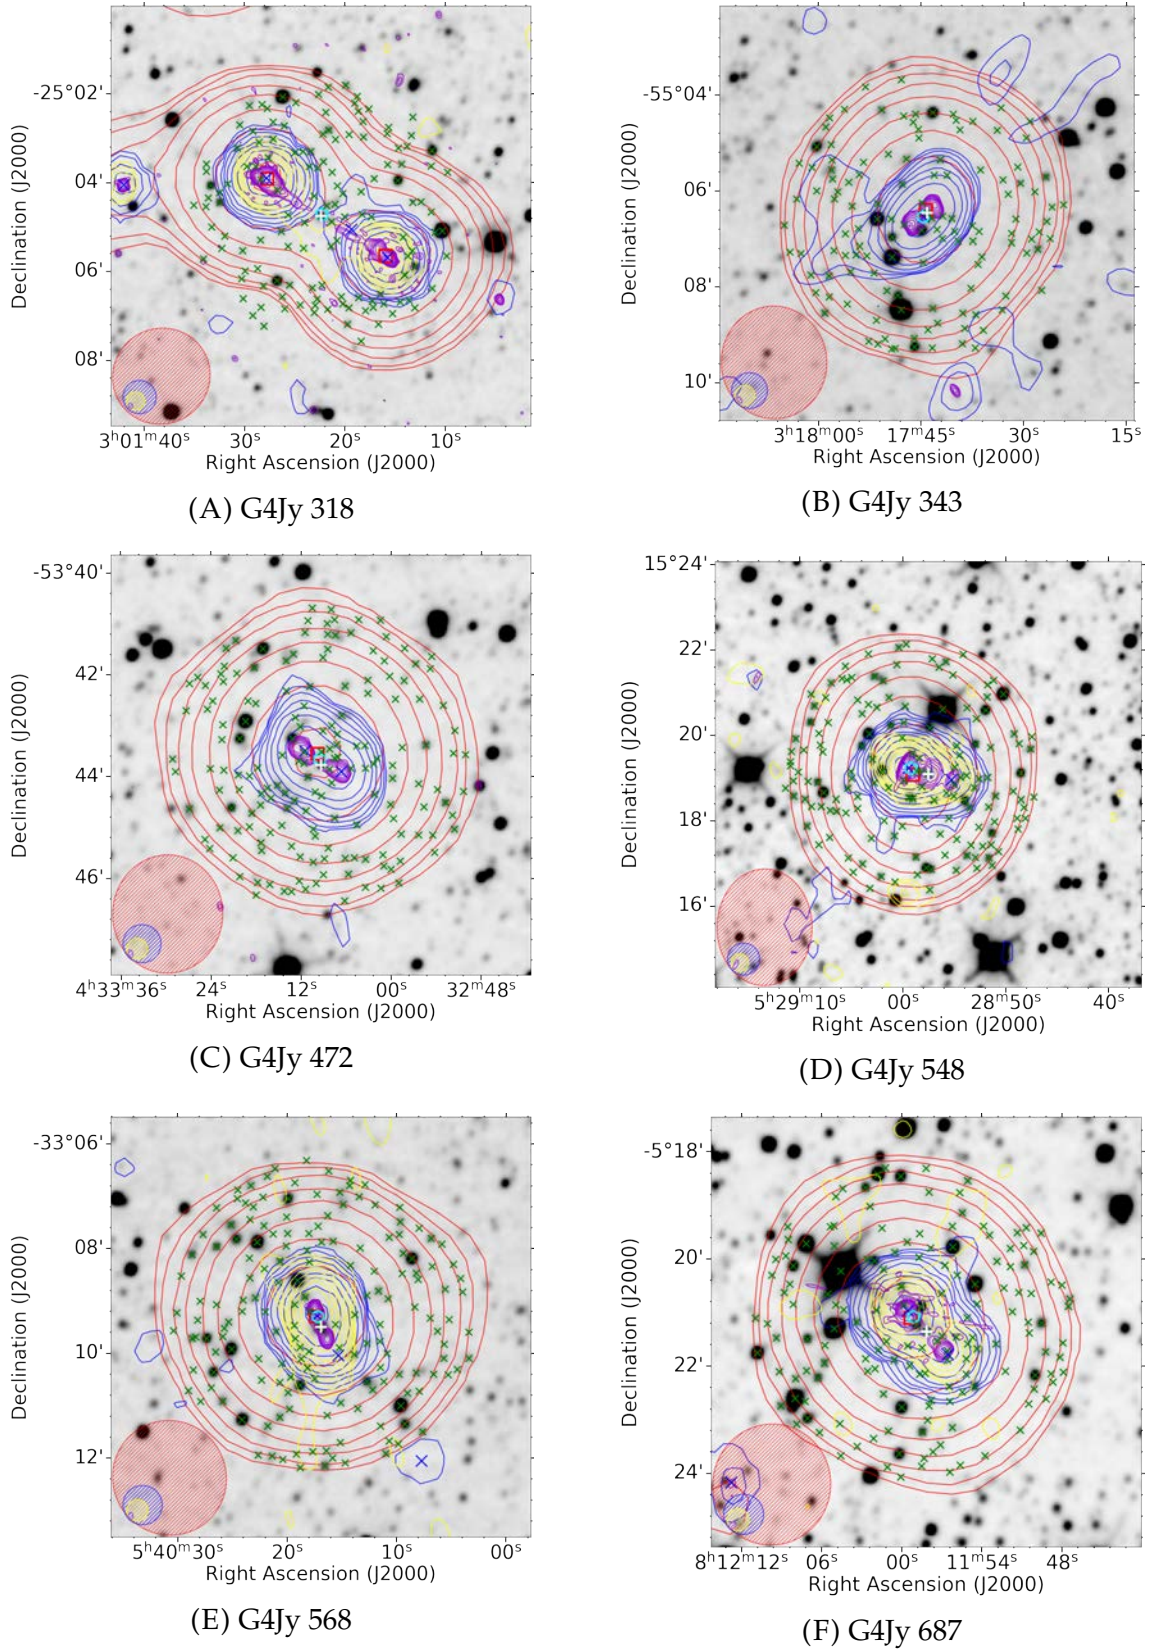 -25°02'
04'
06'
08'
Declination (J2000)
3ʰ01ᵐ40ˢ 30ˢ 20ˢ 10ˢ
Right Ascension (J2000)
(A) G4Jy 318
-55°04'
06'
08'
10'
Declination (J2000)
3ʰ18ᵐ00ˢ 17ᵐ45ˢ 30ˢ 15ˢ
Right Ascension (J2000)
(B) G4Jy 343
-53°40'
42'
44'
46'
Declination (J2000)
4ʰ33ᵐ36ˢ 24ˢ 12ˢ 00ˢ 32ᵐ48ˢ
Right Ascension (J2000)
(C) G4Jy 472
15°24'
22'
20'
18'
16'
Declination (J2000)
5ʰ29ᵐ10ˢ 00ˢ 28ᵐ50ˢ 40ˢ
Right Ascension (J2000)
(D) G4Jy 548
-33°06'
08'
10'
12'
Declination (J2000)
5ʰ40ᵐ30ˢ 20ˢ 10ˢ 00ˢ
Right Ascension (J2000)
(E) G4Jy 568
-5°18'
20'
22'
24'
Declination (J2000)
8ʰ12ᵐ12ˢ 06ˢ 00ˢ 11ᵐ54ˢ 48ˢ
Right Ascension (J2000)
(F) G4Jy 687